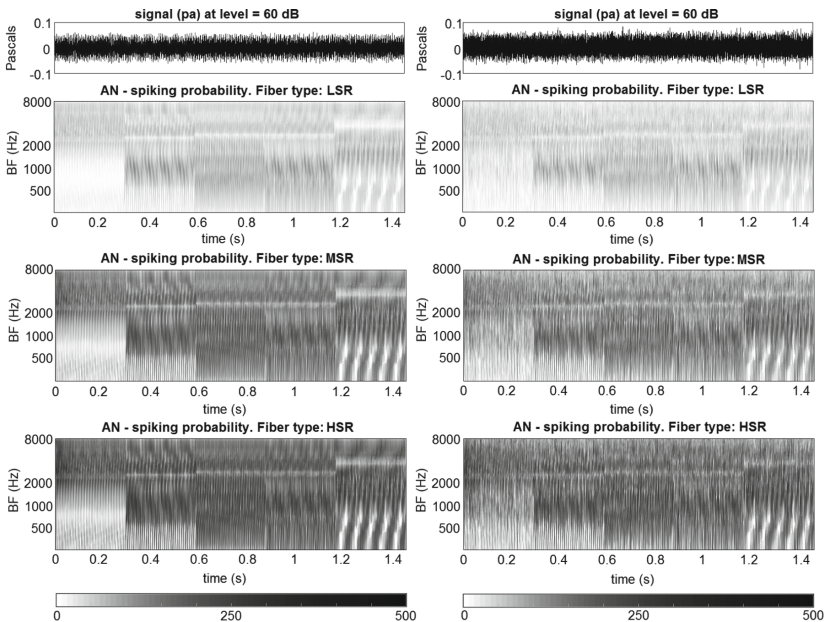 signal (pa) at level = 60 dB
0.1
0
-0.1
Pascals
AN - spiking probability. Fiber type: LSR
8000
2000
1000
500
BF (Hz)
0 0.2 0.4 0.6 0.8 1 1.2 1.4
time (s)
AN - spiking probability. Fiber type: MSR
8000
2000
1000
500
BF (Hz)
0 0.2 0.4 0.6 0.8 1 1.2 1.4
time (s)
AN - spiking probability. Fiber type: HSR
8000
2000
1000
500
BF (Hz)
0 0.2 0.4 0.6 0.8 1 1.2 1.4
time (s)
0 250 500
signal (pa) at level = 60 dB
0.1
0
-0.1
Pascals
AN - spiking probability. Fiber type: LSR
8000
2000
1000
500
BF (Hz)
0 0.2 0.4 0.6 0.8 1 1.2 1.4
time (s)
AN - spiking probability. Fiber type: MSR
8000
2000
1000
500
BF (Hz)
0 0.2 0.4 0.6 0.8 1 1.2 1.4
time (s)
AN - spiking probability. Fiber type: HSR
8000
2000
1000
500
BF (Hz)
0 0.2 0.4 0.6 0.8 1 1.2 1.4
time (s)
0 250 500